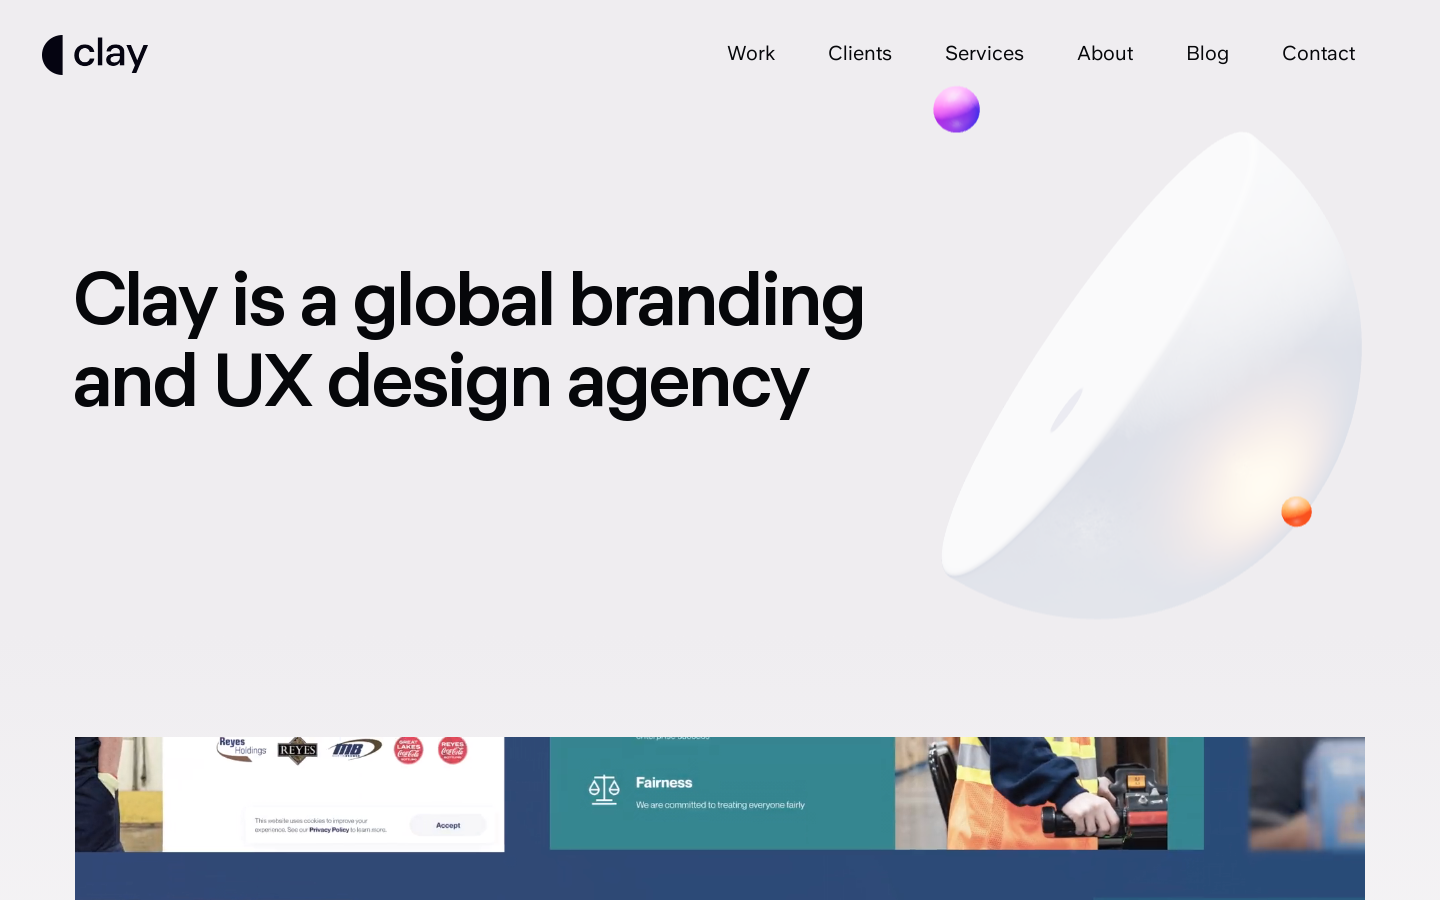 clay
Work
Clients
Services
About
Blog
Contact
Clay is a global branding
and UX design agency
Reyes
Holdings
REYES
MB
GREAT
LAKES
Coca-Cola
REYES
Coca-Cola
enterprise success
Fairness
We are committed to treating everyone fairly
This website uses cookies to improve your
experience. See our Privacy Policy to learn more.
Accept